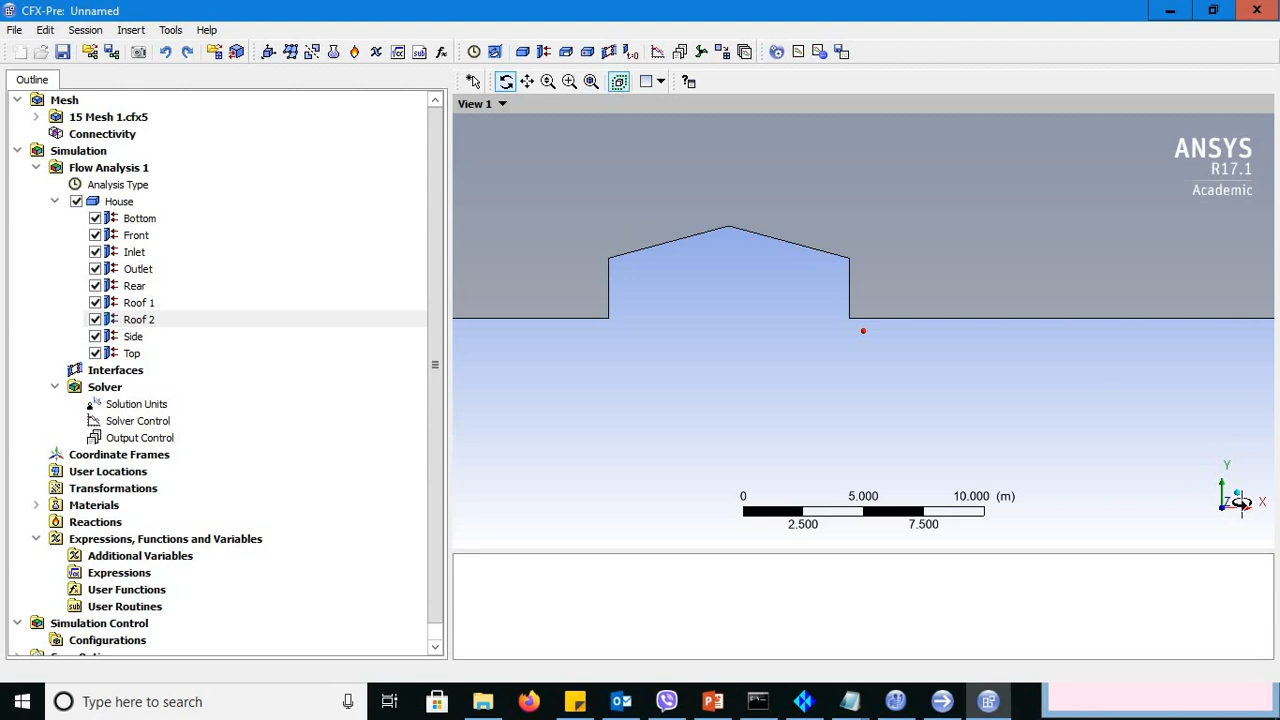 CFX-Pre: Unnamed
File Edit Session Insert Tools Help
Outline
Mesh
15 Mesh 1.cfx5
Connectivity
Simulation
Flow Analysis 1
Analysis Type
House
Bottom
Front
Inlet
Outlet
Rear
Roof 1
Roof 2
Side
Top
Interfaces
Solver
Solution Units
Solver Control
Output Control
Coordinate Frames
User Locations
Transformations
Materials
Reactions
Expressions, Functions and Variables
Additional Variables
Expressions
User Functions
User Routines
Simulation Control
Configurations
View 1
ANSYS
R17.1
Academic
0 5.000 10.000 (m)
2.500 7.500
Y
Z X
Type here to search